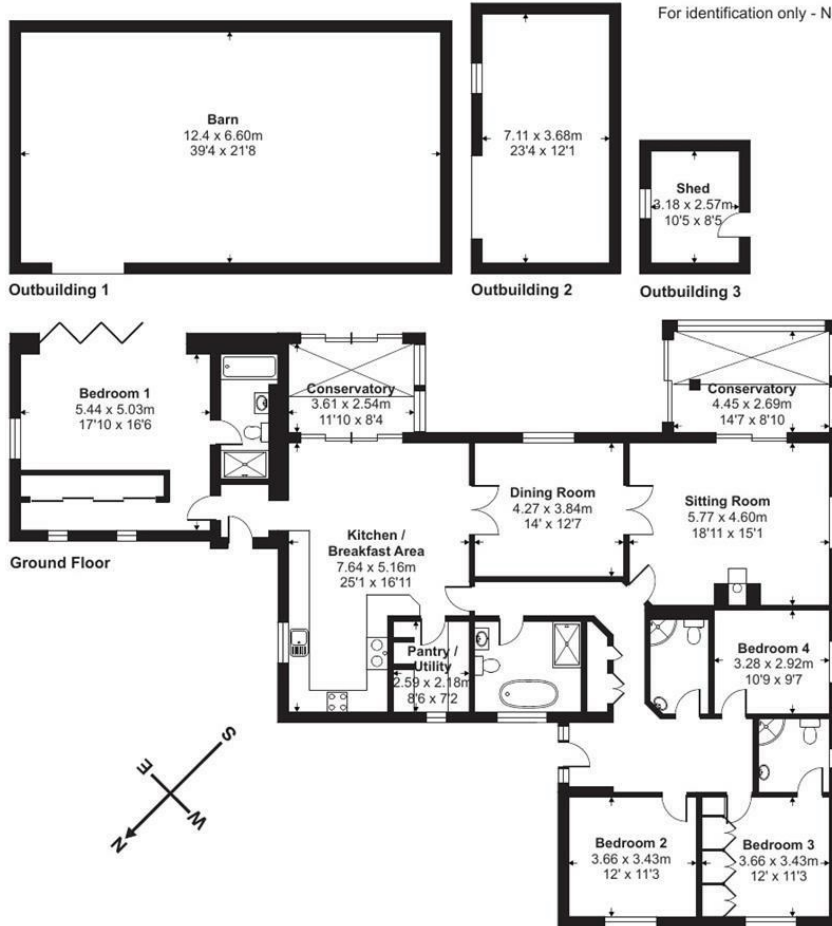 For identification only - N
Barn
12.4 x 6.60m
39'4 x 21'8
Outbuilding 1
7.11 x 3.68m
23'4 x 12'1
Outbuilding 2
Shed
3.18 x 2.57m
10'5 x 8'5
Outbuilding 3
Bedroom 1
5.44 x 5.03m
17'10 x 16'6
Ground Floor
Conservatory
3.61 x 2.54m
11'10 x 8'4
Conservatory
4.45 x 2.69m
14'7 x 8'10
Kitchen /
Breakfast Area
7.64 x 5.16m
25'1 x 16'11
Dining Room
4.27 x 3.84m
14' x 12'7
Sitting Room
5.77 x 4.60m
18'11 x 15'1
Pantry /
Utility
2.59 x 2.18m
8'6 x 7'2
Bedroom 4
3.28 x 2.92m
10'9 x 9'7
Bedroom 2
3.66 x 3.43m
12' x 11'3
Bedroom 3
3.66 x 3.43m
12' x 11'3
S
E
W
N